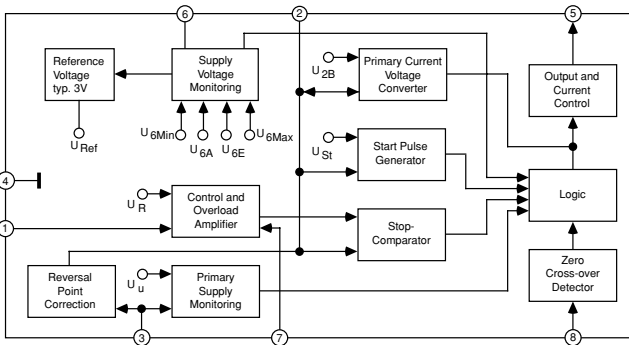 6
2
5
Reference
Voltage
typ. 3V
Supply
Voltage
Monitoring
U2B
Primary Current
Voltage
Converter
Output and
Current
Control
URef
U6Min
U6A
U6E
U6Max
USt
Start Pulse
Generator
4
UR
Control and
Overload
Amplifier
Stop-
Comparator
Logic
1
Reversal
Point
Correction
Uu
Primary
Supply
Monitoring
Zero
Cross-over
Detector
3
7
8